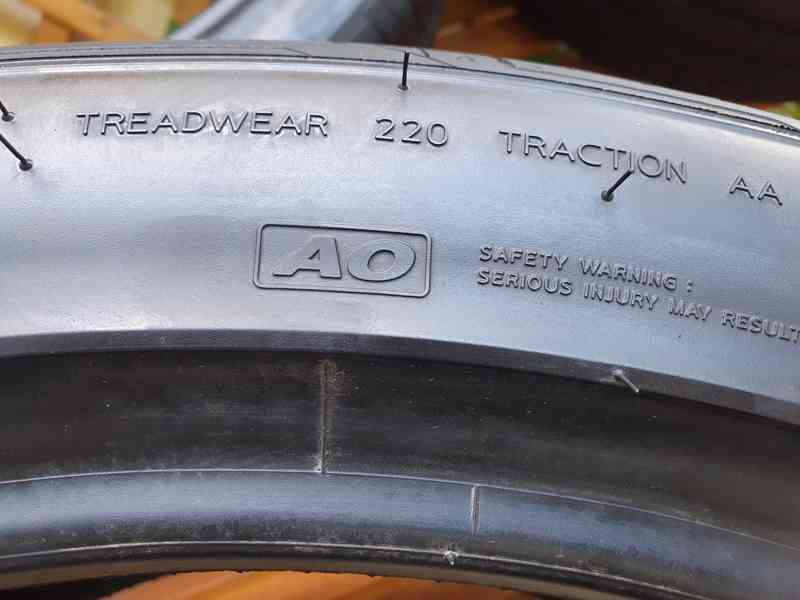 TREADWEAR 220 TRACTION AA
AO
SAFETY WARNING :
SERIOUS INJURY MAY RESULT